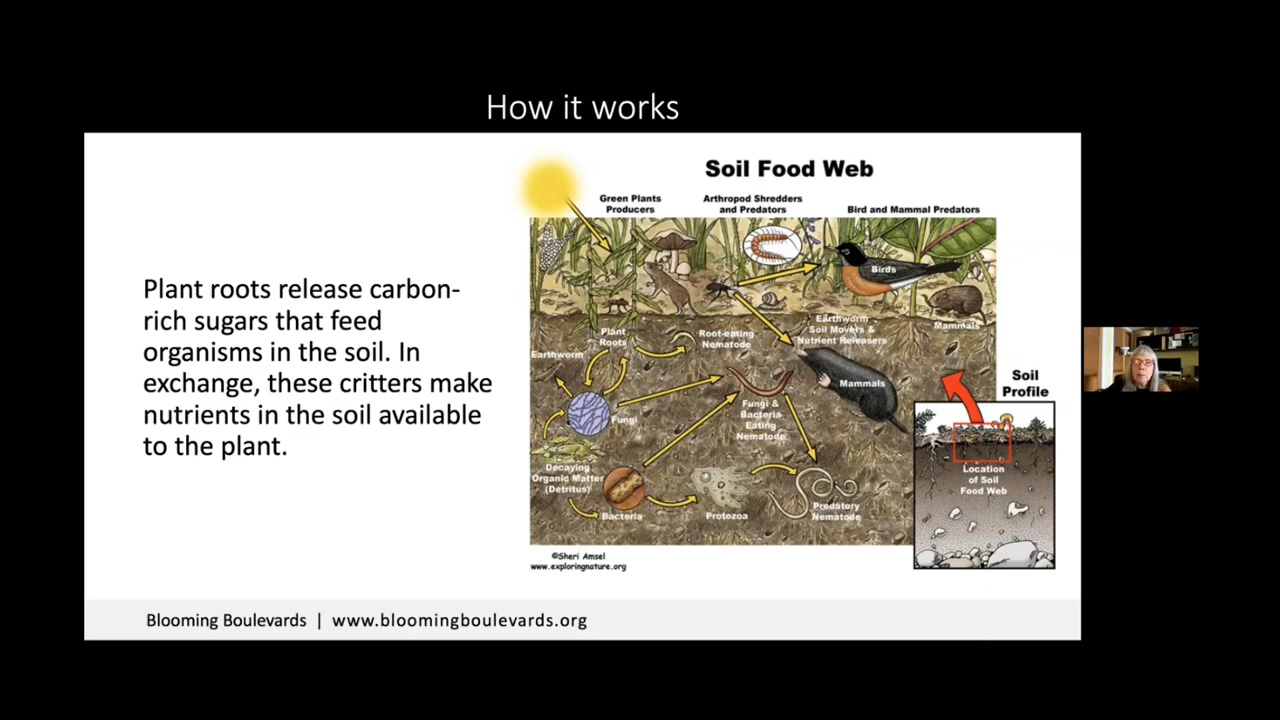 How it works
Plant roots release carbon-
rich sugars that feed
organisms in the soil. In
exchange, these critters make
nutrients in the soil available
to the plant.
Soil Food Web
Green Plants
Producers
Arthropod Shredders
and Predators
Bird and Mammal Predators
Birds
Mammals
Plant
Roots
Root-eating
Nematode
Earthworm
Soil Movers &
Nutrient Releasers
Earthworm
Mammals
Fungi
Fungi &
Bacteria
Eating
Nematode
Decaying
Organic Matter
(Detritus)
Bacteria
Protozoa
Predatory
Nematode
Soil
Profile
Location
of Soil
Food Web
©Sheri Amsel
www.exploringnature.org
Blooming Boulevards | www.bloomingboulevards.org